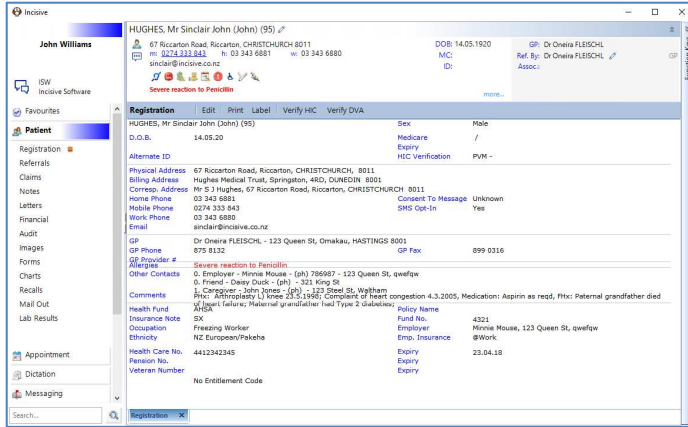 Incisive
John Williams
ISW
Incisive Software
Favourites
Patient
Registration
Referrals
Claims
Notes
Letters
Financial
Audit
Images
Forms
Charts
Recalls
Mail Out
Lab Results
Appointment
Dictation
Messaging
Search...
HUGHES, Mr Sinclair John (John) (95)
67 Riccarton Road, Riccarton, CHRISTCHURCH 8011
m: 0274 333 843 h: 03 343 6881 w: 03 343 6880
sinclair@incisive.co.nz
Severe reaction to Penicillin
DOB: 14.05.1920
MC:
ID:
more...
GP: Dr Oneira FLEISCHL
Ref. By: Dr Oneira FLEISCHL
Assoc.:
GP
Registration Edit Print Label Verify HIC Verify DVA
HUGHES, Mr Sinclair John (John) (95) Sex Male
D.O.B. 14.05.20 Medicare /
Expiry
Alternate ID HIC Verification PVM -
Physical Address 67 Riccarton Road, Riccarton, CHRISTCHURCH, 8011
Billing Address Hughes Medical Trust, Springston, 4RD, DUNEDIN 8001
Corresp. Address Mr S J Hughes, 67 Riccarton Road, Riccarton, CHRISTCHURCH 8011
Home Phone 03 343 6881 Consent To Message Unknown
Mobile Phone 0274 333 843 SMS Opt-In Yes
Work Phone 03 343 6880
Email sinclair@incisive.co.nz
GP Dr Oneira FLEISCHL - 123 Queen St, Omakau, HASTINGS 8001
GP Phone 875 8132 GP Fax 899 0316
GP Provider #
Allergies Severe reaction to Penicillin
Other Contacts 0. Employer - Minnie Mouse - (ph) 786987 - 123 Queen St, qwefqw
0. Friend - Daisy Duck - (ph) - 321 King St
1. Caregiver - John Jones - (ph) - 123 Steel St, Waltham
Comments PHx: Arthroplasty L) knee 23.5.1998; Complaint of heart congestion 4.3.2005, Medication: Aspirin as reqd, FHx: Paternal grandfather died
of heart failure; Maternal grandfather had Type 2 diabetes;
Health Fund AHSA Policy Name
Insurance Note SX Fund No. 4321
Occupation Freezing Worker Employer Minnie Mouse, 123 Queen St, qwefqw
Ethnicity NZ European/Pakeha Emp. Insurance @Work
Health Care No. 4412342345 Expiry 23.04.18
Pension No. Expiry
Veteran Number Expiry
No Entitlement Code
Registration